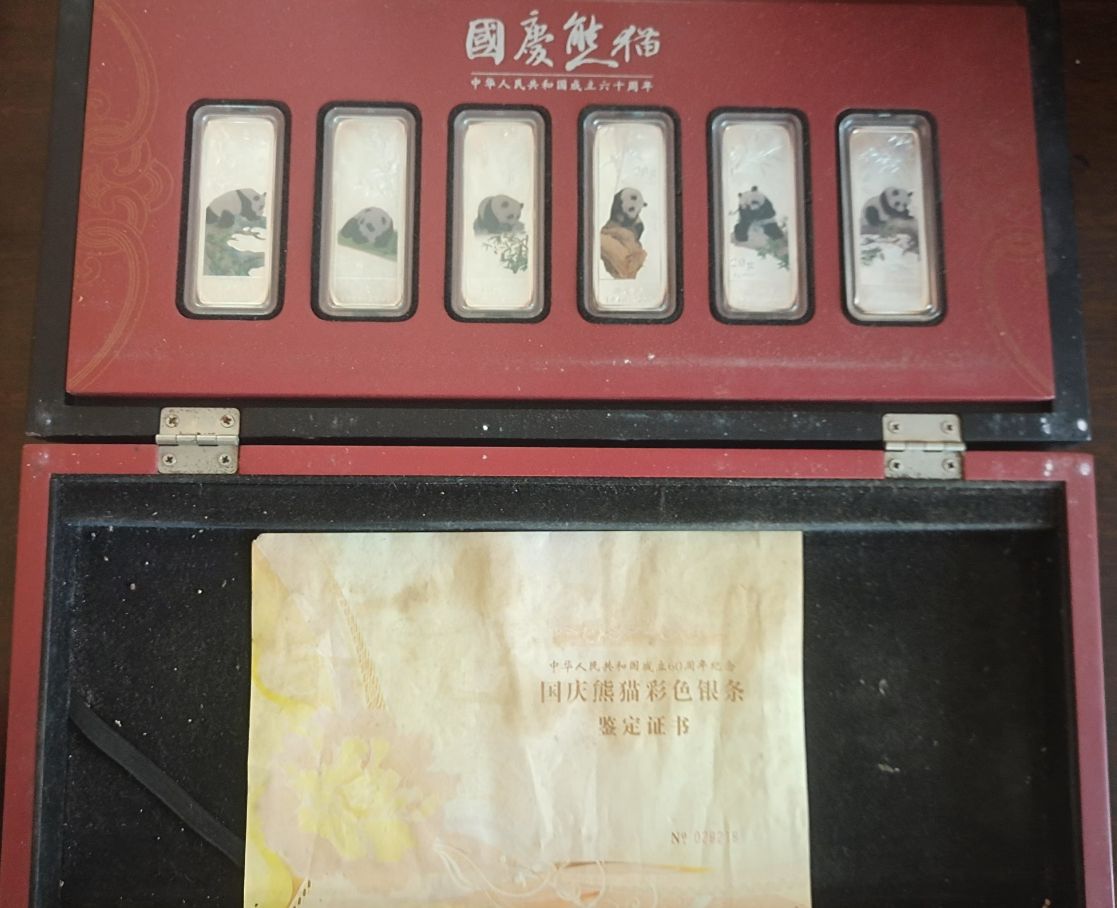 國慶熊猫
中华人民共和国成立六十周年
20g
中华人民共和国成立60周年纪念
国庆熊猫彩色银条
鉴定证书
Nº